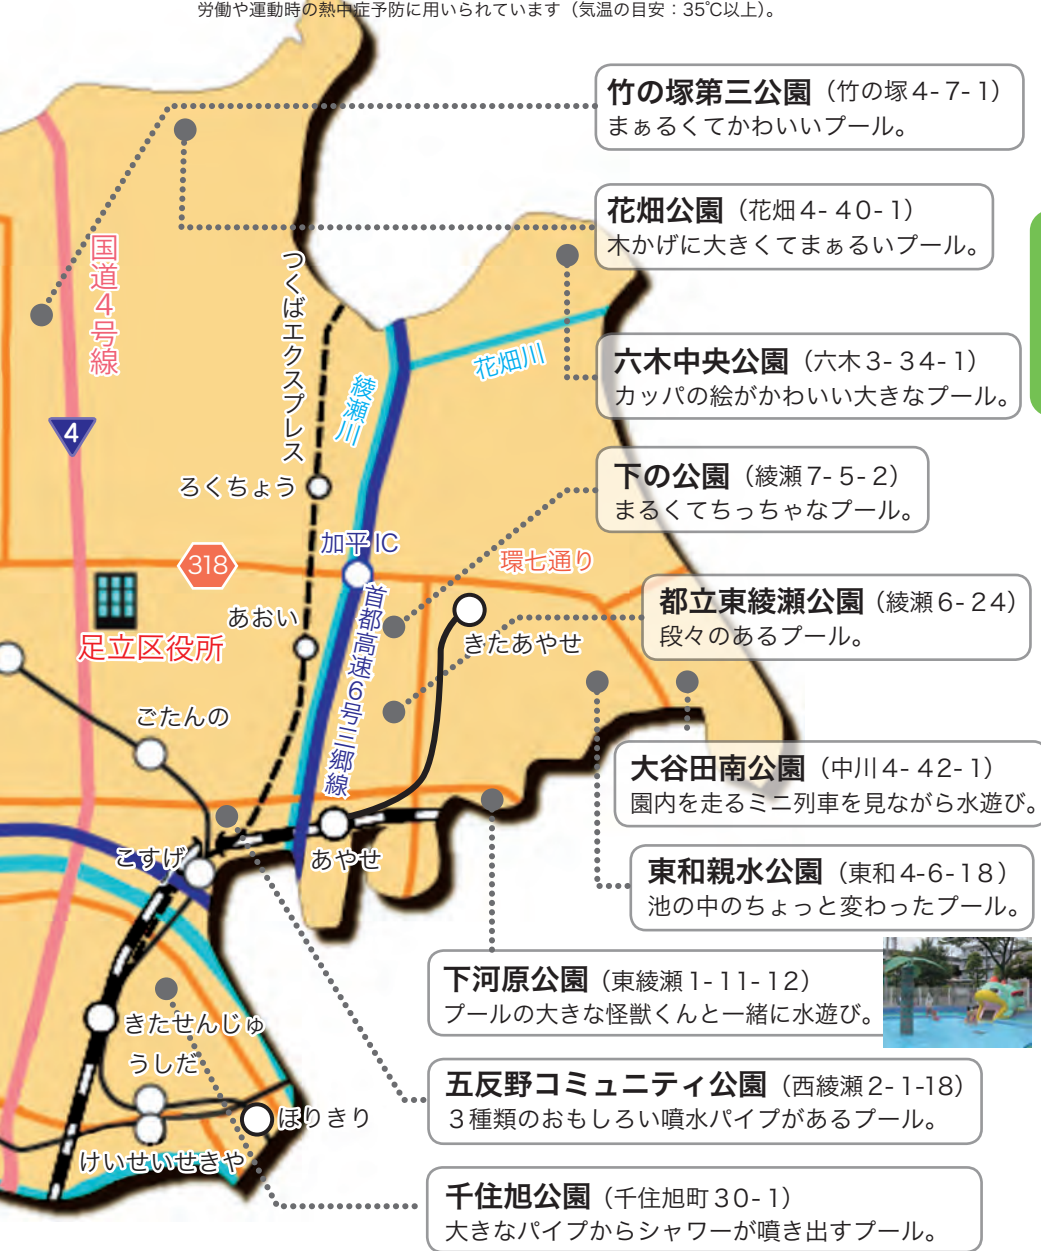 労働や運動時の熱中症予防に用いられています（気温の目安：35℃以上）。
竹の塚第三公園（竹の塚4-7-1）
まぁるくてかわいいプール。
花畑公園（花畑4-40-1）
木かげに大きくてまぁるいプール。
国道4号線
つくばエクスプレス
綾瀬川
花畑川
六木中央公園（六木3-34-1）
カッパの絵がかわいい大きなプール。
4
ろくちょう
下の公園（綾瀬7-5-2）
まるくてちっちゃなプール。
加平IC
環七通り
318
首都高速6号三郷線
都立東綾瀬公園（綾瀬6-24）
段々のあるプール。
あおい
きたあやせ
足立区役所
ごたんの
大谷田南公園（中川4-42-1）
園内を走るミニ列車を見ながら水遊び。
こすげ
あやせ
東和親水公園（東和4-6-18）
池の中のちょっと変わったプール。
下河原公園（東綾瀬1-11-12）
プールの大きな怪獣くんと一緒に水遊び。
きたせんじゅ
うしだ
五反野コミュニティ公園（西綾瀬2-1-18）
3種類のおもしろい噴水パイプがあるプール。
ほりきり
けいせいせきや
千住旭公園（千住旭町30-1）
大きなパイプからシャワーが噴き出すプール。